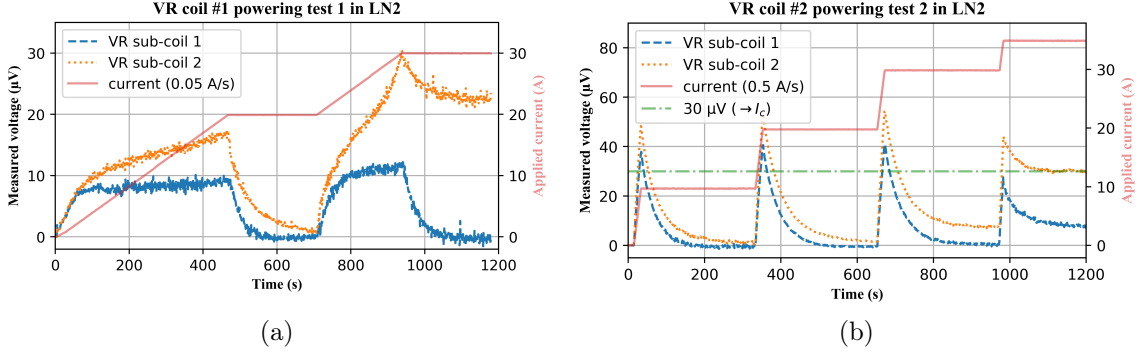 VR coil #1 powering test 1 in LN2
VR sub-coil 1
VR sub-coil 2
current (0.05 A/s)
Measured voltage (µV)
30
20
10
0
Applied current (A)
30
20
10
0
0 200 400 600 800 1000 1200
Time (s)
(a)
VR coil #2 powering test 2 in LN2
VR sub-coil 1
VR sub-coil 2
current (0.5 A/s)
30 µV (→Ic)
Measured voltage (µV)
80
60
40
20
0
Applied current (A)
30
20
10
0
0 200 400 600 800 1000 1200
Time (s)
(b)